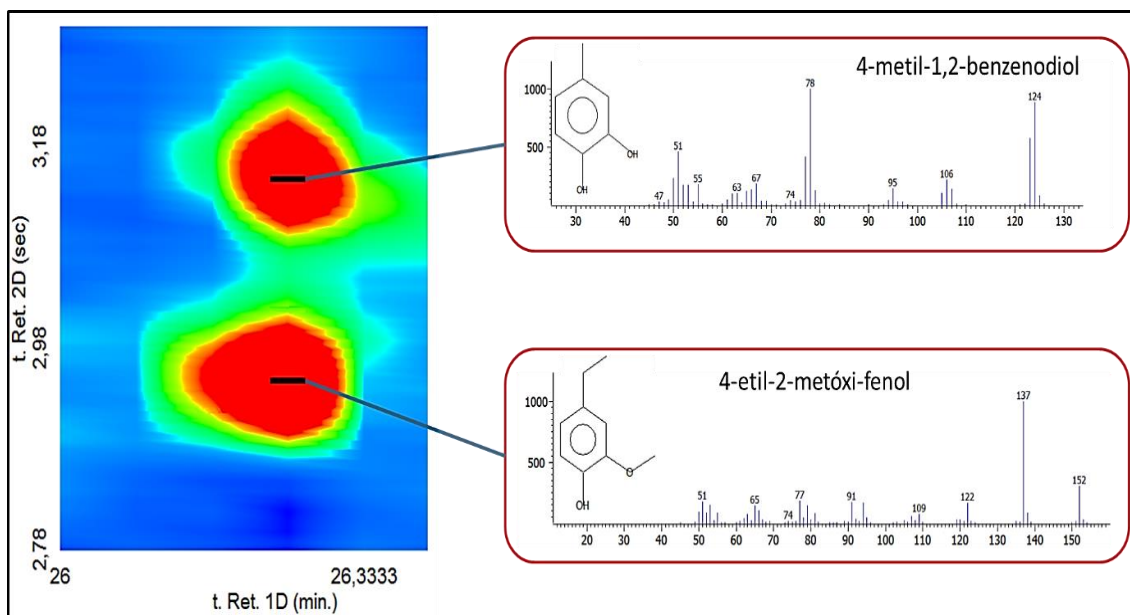 t. Ret. 2D (sec)
3,18
2,98
2,78
26
26,3333
t. Ret. 1D (min.)
4-metil-1,2-benzenodiol
1000
500
47
51
55
63
67
74
78
95
106
124
OH
OH
30 40 50 60 70 80 90 100 110 120 130
4-etil-2-metóxi-fenol
1000
500
51
65
74
77
91
109
122
137
152
O
OH
20 30 40 50 60 70 80 90 100 110 120 130 140 150